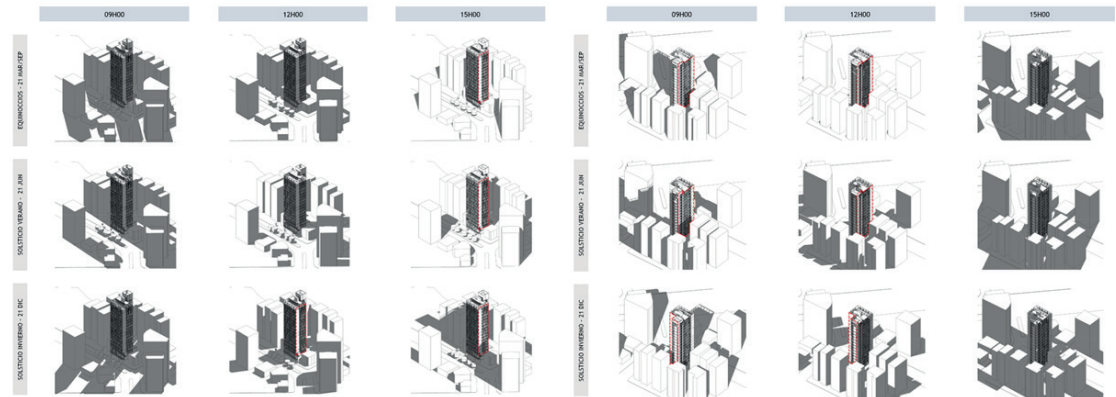 09H00
12H00
15H00
09H00
12H00
15H00
EQUINOCCIOS - 21 MAR/SEP
EQUINOCCIOS - 21 MAR/SEP
SOLSTICIO VERANO - 21 JUN
SOLSTICIO VERANO - 21 JUN
SOLSTICIO INVIERNO - 21 DIC
SOLSTICIO INVIERNO - 21 DIC